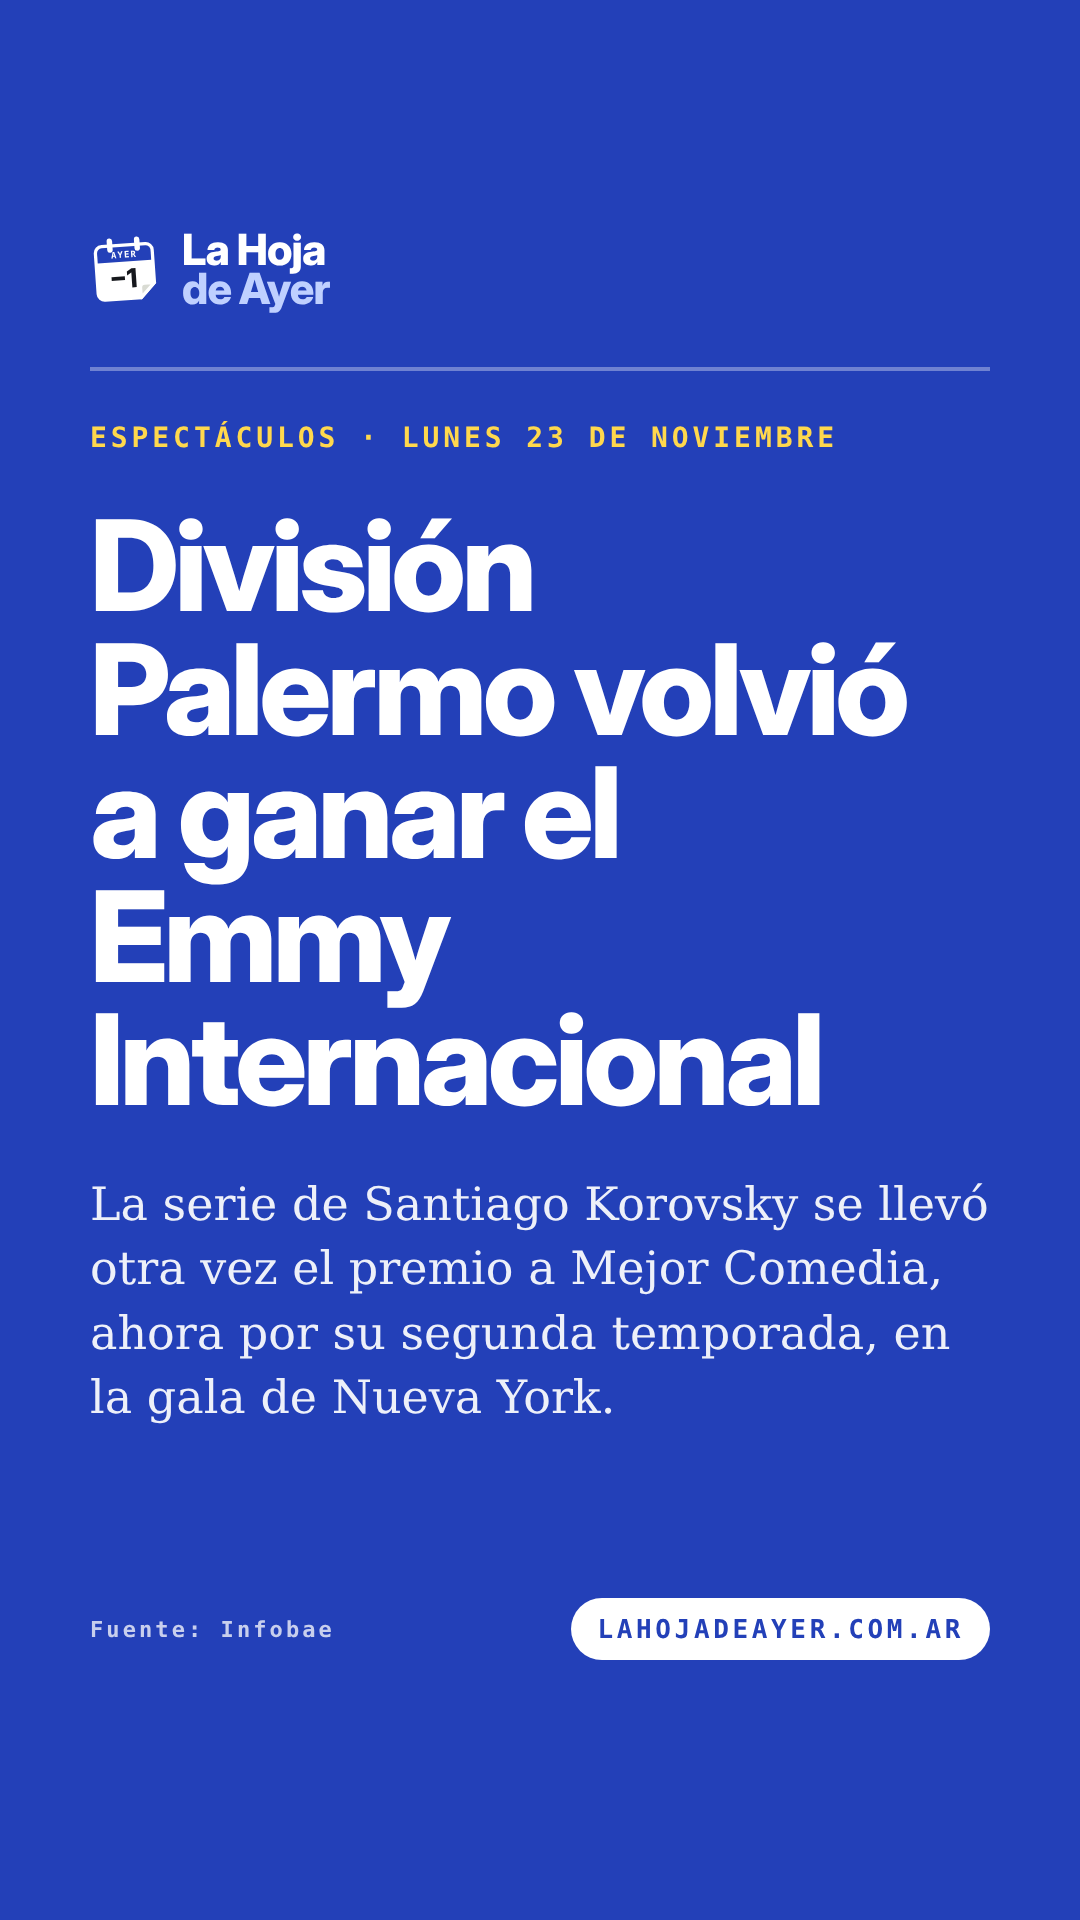 AYER
−1
La Hoja
de Ayer
ESPECTÁCULOS · LUNES 23 DE NOVIEMBRE
División
Palermo volvió
a ganar el
Emmy
Internacional
La serie de Santiago Korovsky se llevó
otra vez el premio a Mejor Comedia,
ahora por su segunda temporada, en
la gala de Nueva York.
Fuente: Infobae
LAHOJADEAYER.COM.AR